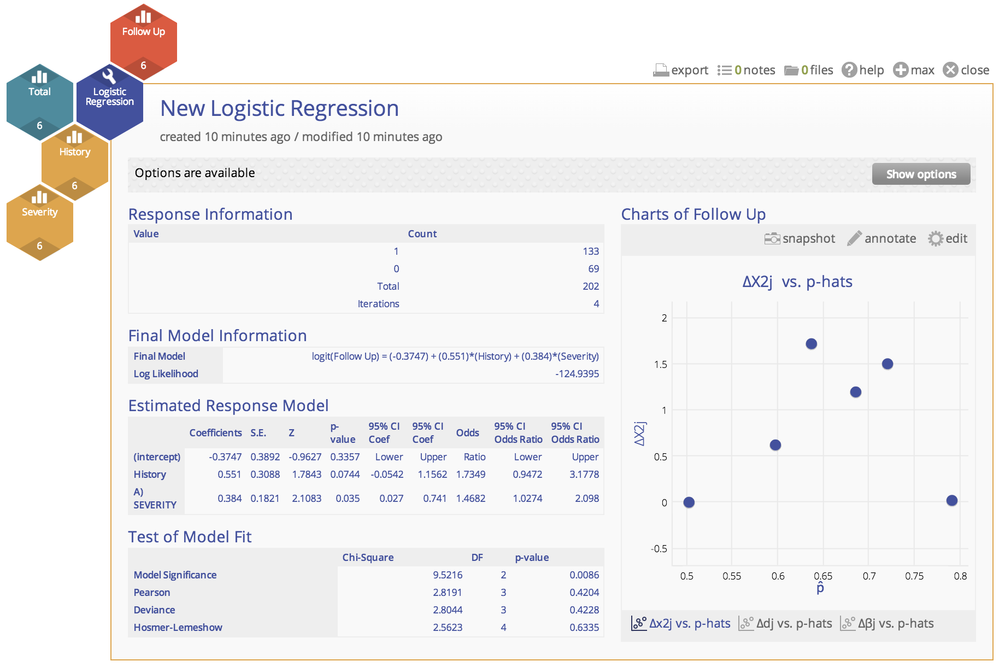 Follow Up
6
Total
6
Logistic
Regression
History
6
Severity
6
export 0 notes 0 files help max close
New Logistic Regression
created 10 minutes ago / modified 10 minutes ago
Options are available
Show options
Response Information
Value Count
1 133
0 69
Total 202
Iterations 4
Final Model Information
Final Model logit(Follow Up) = (-0.3747) + (0.551)*(History) + (0.384)*(Severity)
Log Likelihood -124.9395
Estimated Response Model
Coefficients S.E. Z p-value 95% CI Coef 95% CI Coef Odds 95% CI Odds Ratio 95% CI Odds Ratio
(intercept) -0.3747 0.3892 -0.9627 0.3357 Lower Upper Ratio Lower Upper
History 0.551 0.3088 1.7843 0.0744 -0.0542 1.1562 1.7349 0.9472 3.1778
A) SEVERITY 0.384 0.1821 2.1083 0.035 0.027 0.741 1.4682 1.0274 2.098
Test of Model Fit
Chi-Square DF p-value
Model Significance 9.5216 2 0.0086
Pearson 2.8191 3 0.4204
Deviance 2.8044 3 0.4228
Hosmer-Lemeshow 2.5623 4 0.6335
Charts of Follow Up
snapshot annotate edit
ΔX2j vs. p-hats
2
1.5
1
0.5
0
-0.5
ΔX2j
0.5 0.55 0.6 0.65 0.7 0.75 0.8
p̂
Δx2j vs. p-hats Δdj vs. p-hats Δβj vs. p-hats